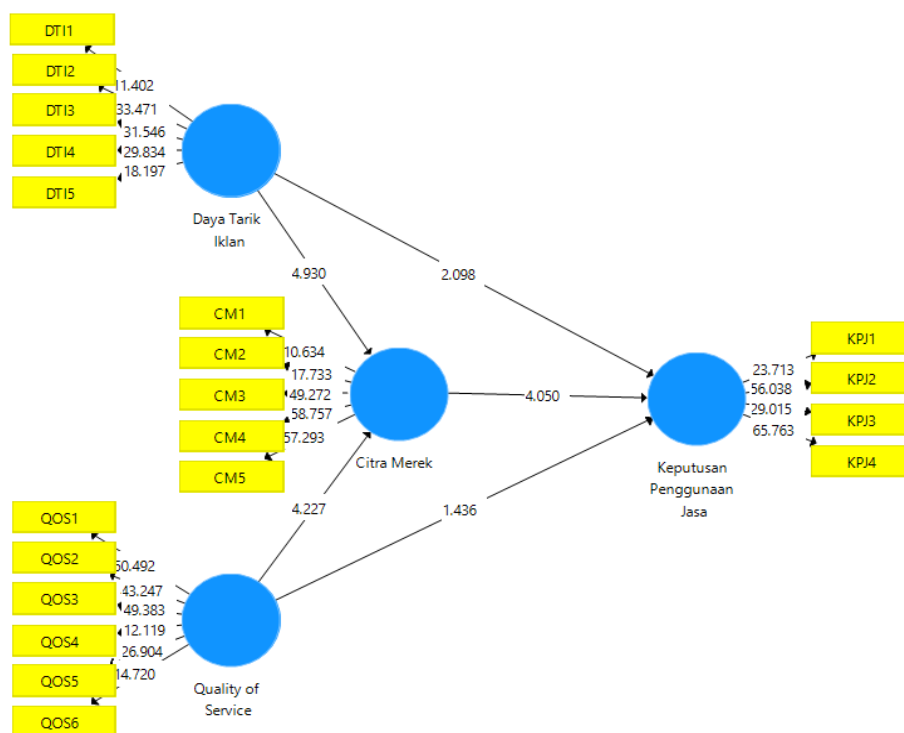 DTI1
DTI2
DTI3
DTI4
DTI5
11.402
33.471
31.546
29.834
18.197
Daya Tarik
Iklan
4.930
2.098
CM1
CM2
CM3
CM4
CM5
10.634
17.733
49.272
58.757
57.293
Citra Merek
4.050
KPJ1
KPJ2
KPJ3
KPJ4
23.713
56.038
29.015
65.763
Keputusan
Penggunaan
Jasa
4.227
1.436
QOS1
QOS2
QOS3
QOS4
QOS5
QOS6
43.247
49.383
12.119
26.904
14.720
Quality of
Service